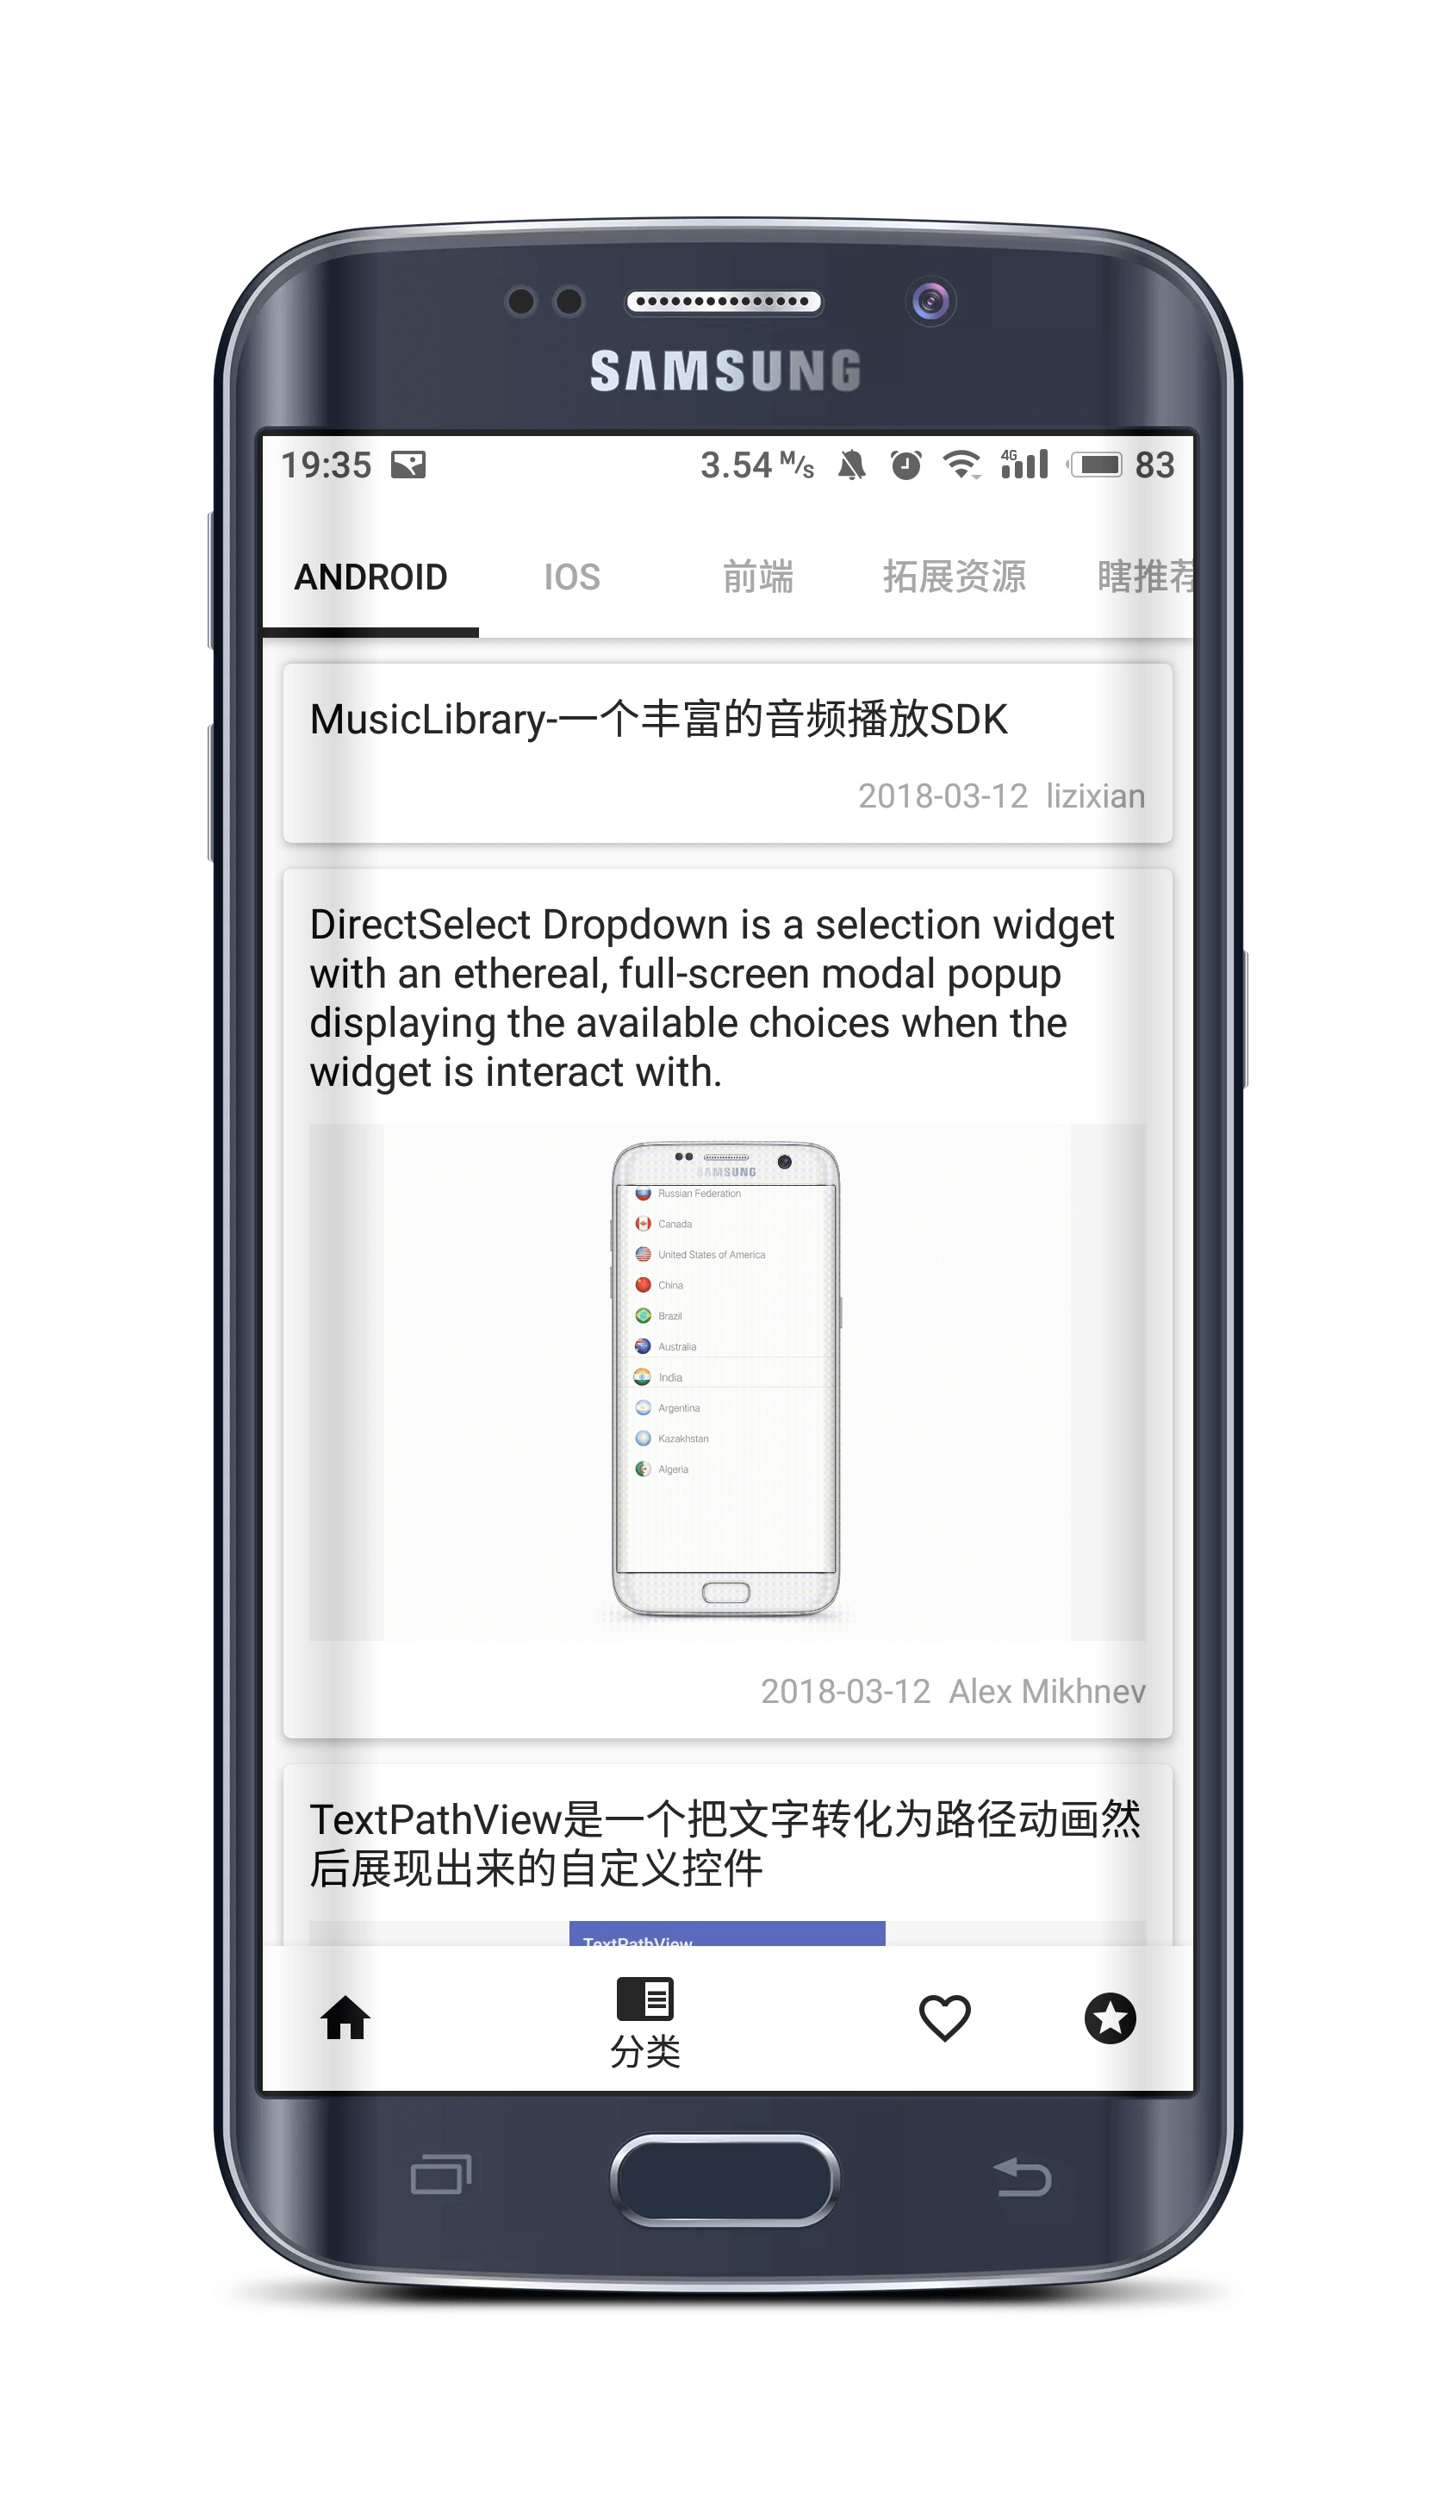 SAMSUNG
19:35 3.54 M/S 4G 83
ANDROID IOS 前端 拓展资源 瞎推荐
MusicLibrary-一个丰富的音频播放SDK
2018-03-12 lizixian
DirectSelect Dropdown is a selection widget
with an ethereal, full-screen modal popup
displaying the available choices when the
widget is interact with.
SAMSUNG
Russian Federation
Canada
United States of America
China
Brazil
Australia
India
Argentina
Kazakhstan
Algeria
2018-03-12 Alex Mikhnev
TextPathView是一个把文字转化为路径动画然
后展现出来的自定义控件
TextPathView
分类